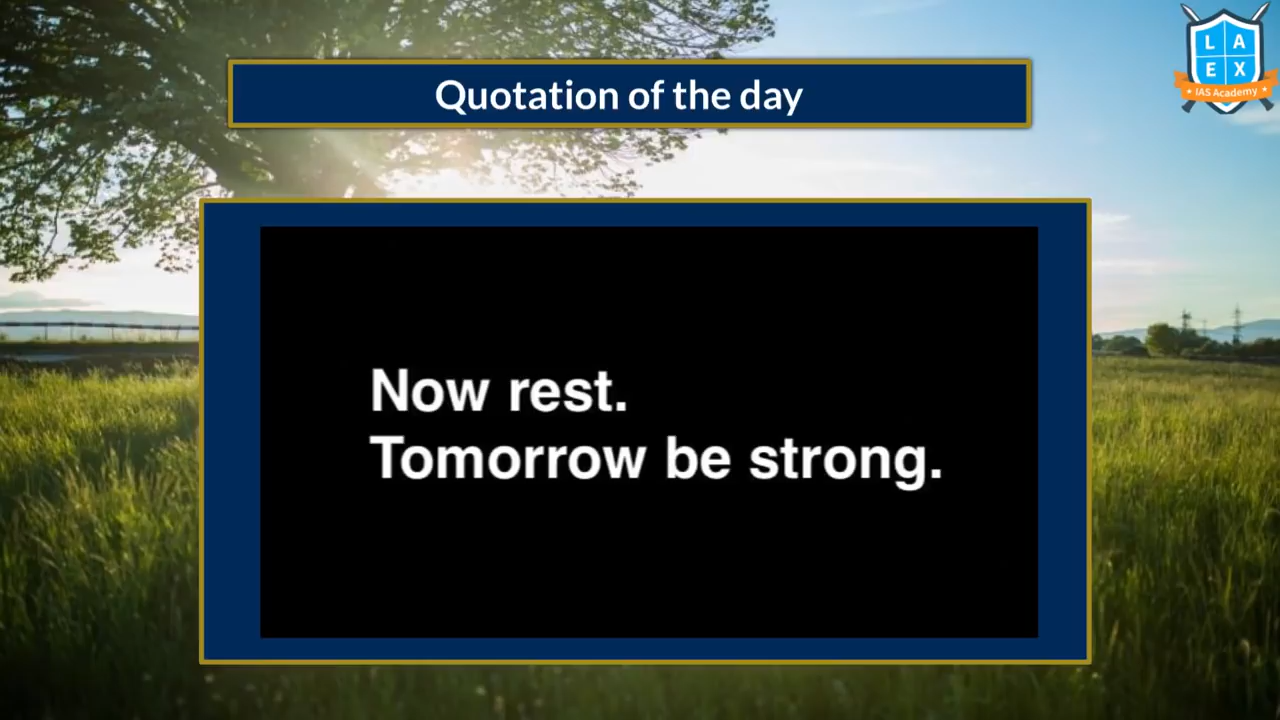 Quotation of the day
L A
E X
IAS Academy
Now rest.
Tomorrow be strong.